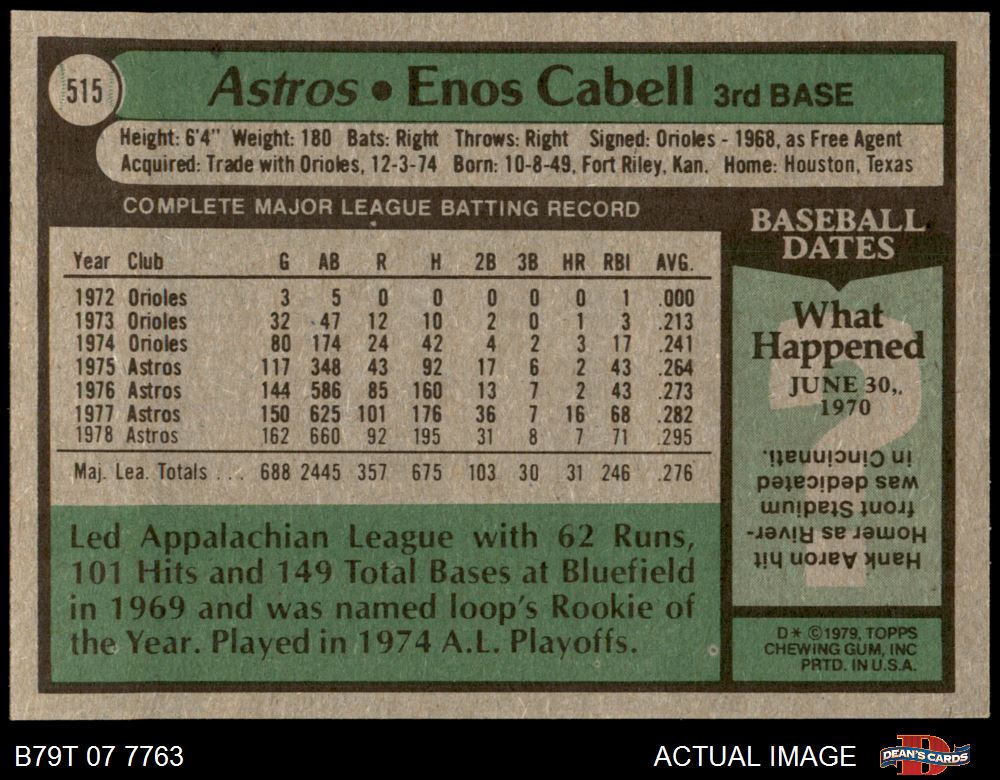 515
Astros • Enos Cabell 3rd BASE
Height: 6'4" Weight: 180 Bats: Right Throws: Right Signed: Orioles - 1968, as Free Agent
Acquired: Trade with Orioles, 12-3-74 Born: 10-8-49, Fort Riley, Kan. Home: Houston, Texas
COMPLETE MAJOR LEAGUE BATTING RECORD
Year Club G AB R H 2B 3B HR RBI AVG.
1972 Orioles 3 5 0 0 0 0 0 1 .000
1973 Orioles 32 47 12 10 2 0 1 3 .213
1974 Orioles 80 174 24 42 4 2 3 17 .241
1975 Astros 117 348 43 92 17 6 2 43 .264
1976 Astros 144 586 85 160 13 7 2 43 .273
1977 Astros 150 625 101 176 36 7 16 68 .282
1978 Astros 162 660 92 195 31 8 7 71 .295
Maj. Lea. Totals ... 688 2445 357 675 103 30 31 246 .276
Led Appalachian League with 62 Runs,
101 Hits and 149 Total Bases at Bluefield
in 1969 and was named loop's Rookie of
the Year. Played in 1974 A.L. Playoffs.
BASEBALL
DATES
What
Happened
JUNE 30,.
1970
?
Hank Aaron hit
Homer as River-
front Stadium
was dedicated
in Cincinnati.
D* ©1979, TOPPS
CHEWING GUM, INC
PRTD. IN U.S.A.
B79T 07 7763
ACTUAL IMAGE
D
DEAN'S CARDS